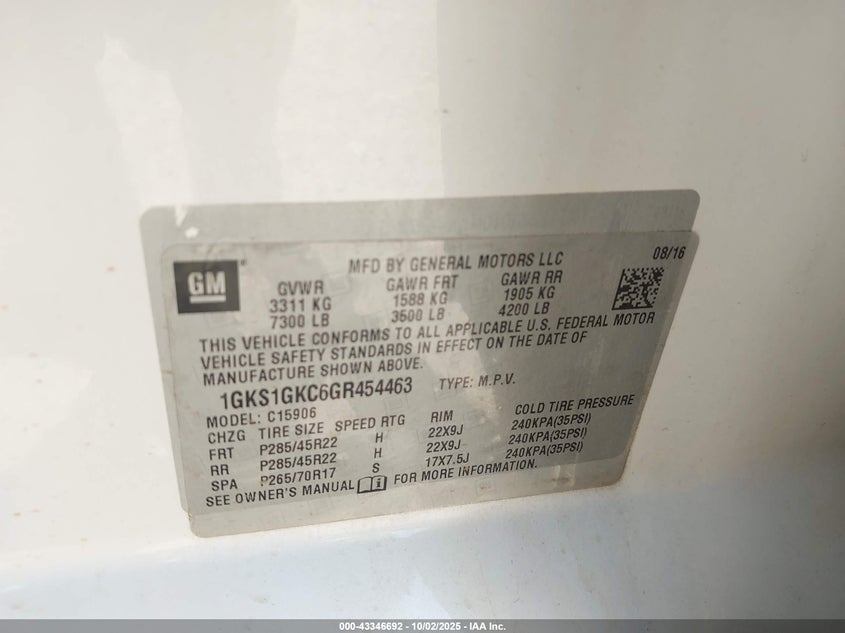 MFD BY GENERAL MOTORS LLC 08/16
GM ®
GVWR GAWR FRT GAWR RR
3311 KG 1588 KG 1905 KG
7300 LB 3500 LB 4200 LB
THIS VEHICLE CONFORMS TO ALL APPLICABLE U.S. FEDERAL MOTOR
VEHICLE SAFETY STANDARDS IN EFFECT ON THE DATE OF
MANUFACTURE SHOWN ABOVE.
1GKS1GKC6GR454463 TYPE: M.P.V.
MODEL: C15906
CHZG TIRE SIZE SPEED RTG RIM COLD TIRE PRESSURE
FRT P285/45R22 H 22X9J 240KPA(35PSI)
RR P285/45R22 H 22X9J 240KPA(35PSI)
SPA P265/70R17 S 17X7.5J 240KPA(35PSI)
SEE OWNER'S MANUAL FOR MORE INFORMATION.
000-43346692 - 10/02/2025 - IAA Inc.